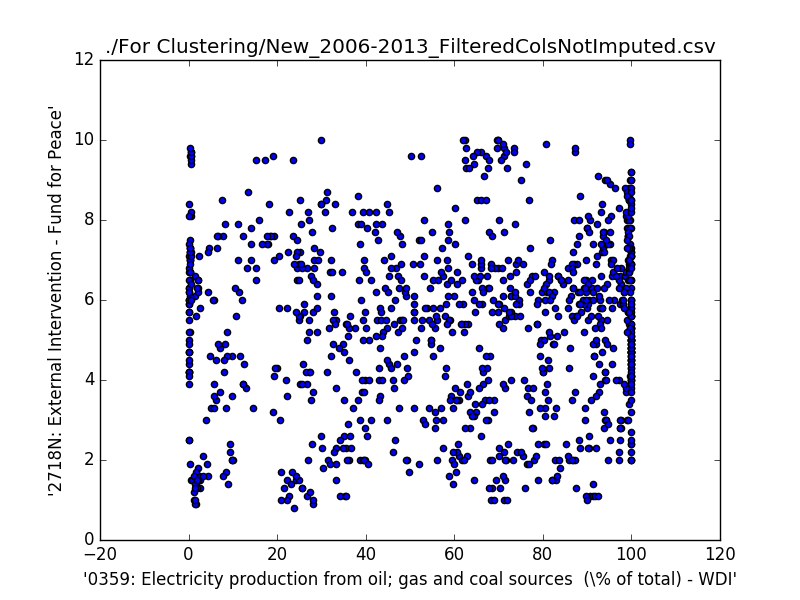 ./For Clustering/New_2006-2013_FilteredColsNotImputed.csv
12
10
8
6
4
2
0
'2718N: External Intervention - Fund for Peace'
−20 0 20 40 60 80 100 120
'0359: Electricity production from oil; gas and coal sources  (\% of total) - WDI'